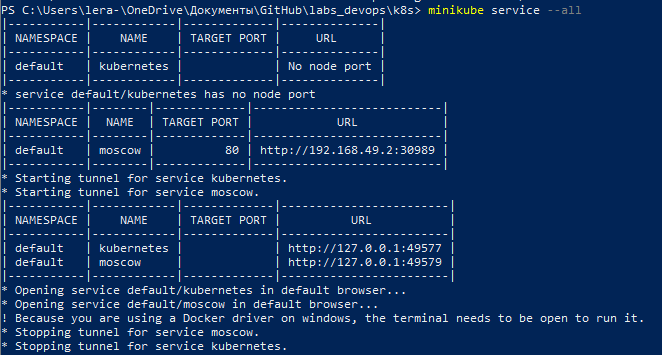 PS C:\Users\lera-\OneDrive\Документы\GitHub\labs_devops\k8s> minikube service --all
|-----------|------------|-------------|--------------|
| NAMESPACE |    NAME    | TARGET PORT |     URL      |
|-----------|------------|-------------|--------------|
| default   | kubernetes |             | No node port |
|-----------|------------|-------------|--------------|
* service default/kubernetes has no node port
|-----------|--------|-------------|---------------------------|
| NAMESPACE |  NAME  | TARGET PORT |            URL            |
|-----------|--------|-------------|---------------------------|
| default   | moscow |          80 | http://192.168.49.2:30989 |
|-----------|--------|-------------|---------------------------|
* Starting tunnel for service kubernetes.
* Starting tunnel for service moscow.
|-----------|------------|-------------|------------------------|
| NAMESPACE |    NAME    | TARGET PORT |          URL           |
|-----------|------------|-------------|------------------------|
| default   | kubernetes |             | http://127.0.0.1:49577 |
| default   | moscow     |             | http://127.0.0.1:49579 |
|-----------|------------|-------------|------------------------|
* Opening service default/kubernetes in default browser...
* Opening service default/moscow in default browser...
! Because you are using a Docker driver on windows, the terminal needs to be open to run it.
* Stopping tunnel for service moscow.
* Stopping tunnel for service kubernetes.